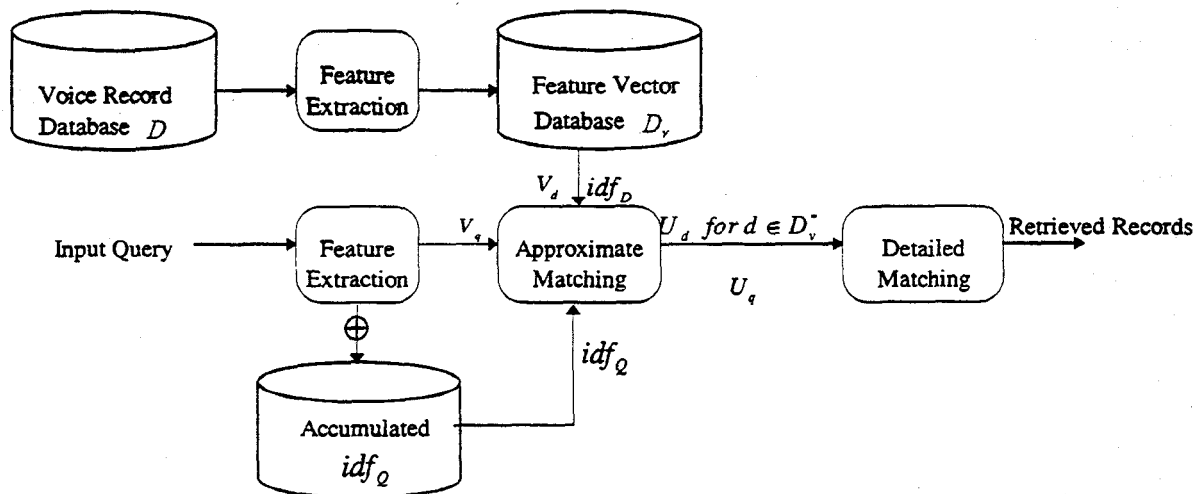 Voice Record
Database D
Feature
Extraction
Feature Vector
Database D_v
V_d idf_D
Input Query
Feature
Extraction
V_q
Approximate
Matching
U_d for d ∈ D_v^*
U_q
Detailed
Matching
Retrieved Records
⊕
idf_Q
Accumulated
idf_Q